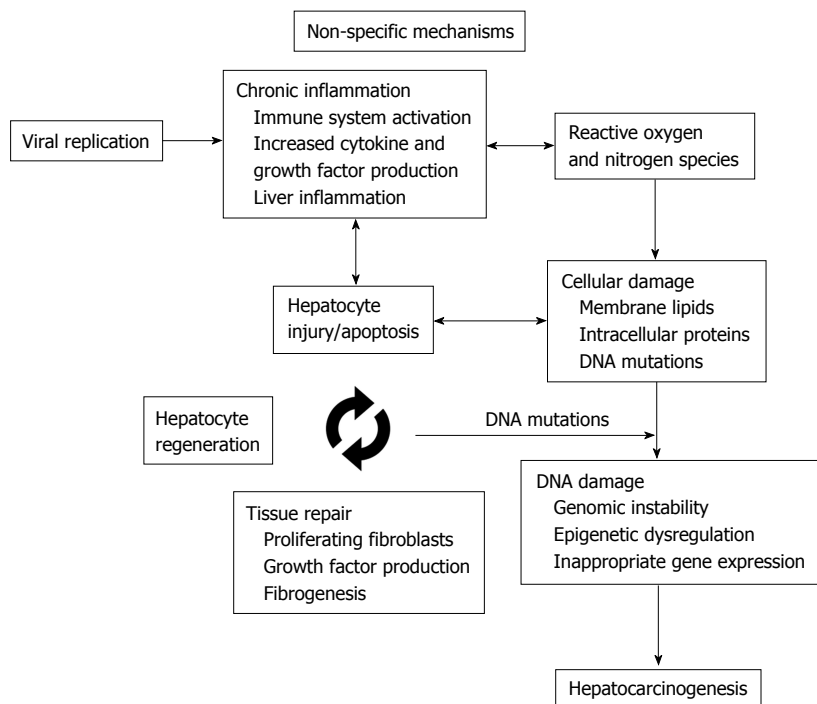 Non-specific mechanisms
Chronic inflammation
Immune system activation
Increased cytokine and
growth factor production
Liver inflammation
Viral replication
Reactive oxygen
and nitrogen species
Cellular damage
Membrane lipids
Intracellular proteins
DNA mutations
Hepatocyte
injury/apoptosis
Hepatocyte
regeneration
DNA mutations
Tissue repair
Proliferating fibroblasts
Growth factor production
Fibrogenesis
DNA damage
Genomic instability
Epigenetic dysregulation
Inappropriate gene expression
Hepatocarcinogenesis